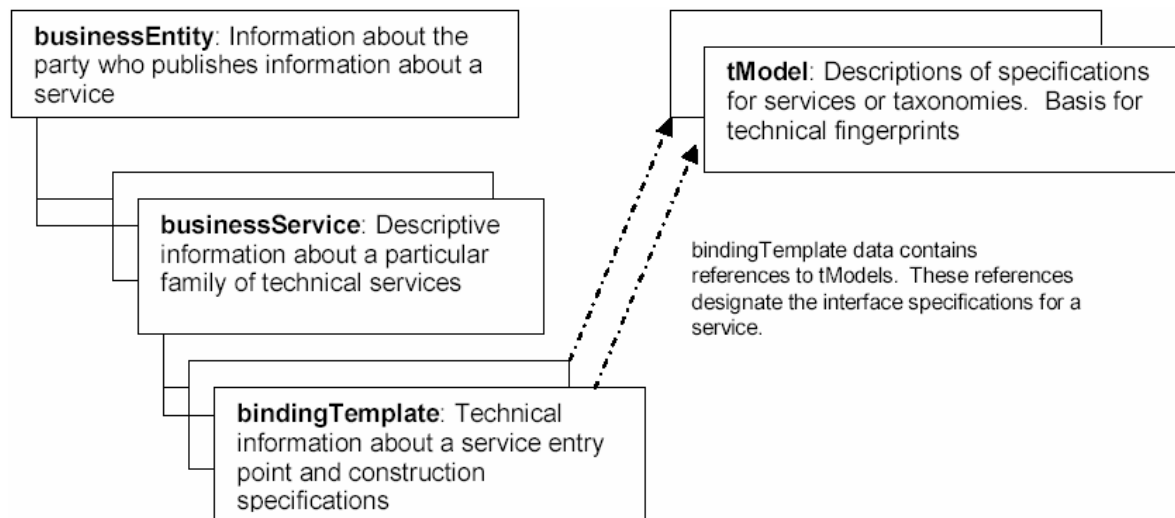 businessEntity: Information about the
party who publishes information about a
service
tModel: Descriptions of specifications
for services or taxonomies. Basis for
technical fingerprints
businessService: Descriptive
information about a particular
family of technical services
bindingTemplate data contains
references to tModels. These references
designate the interface specifications for a
service.
bindingTemplate: Technical
information about a service entry
point and construction
specifications